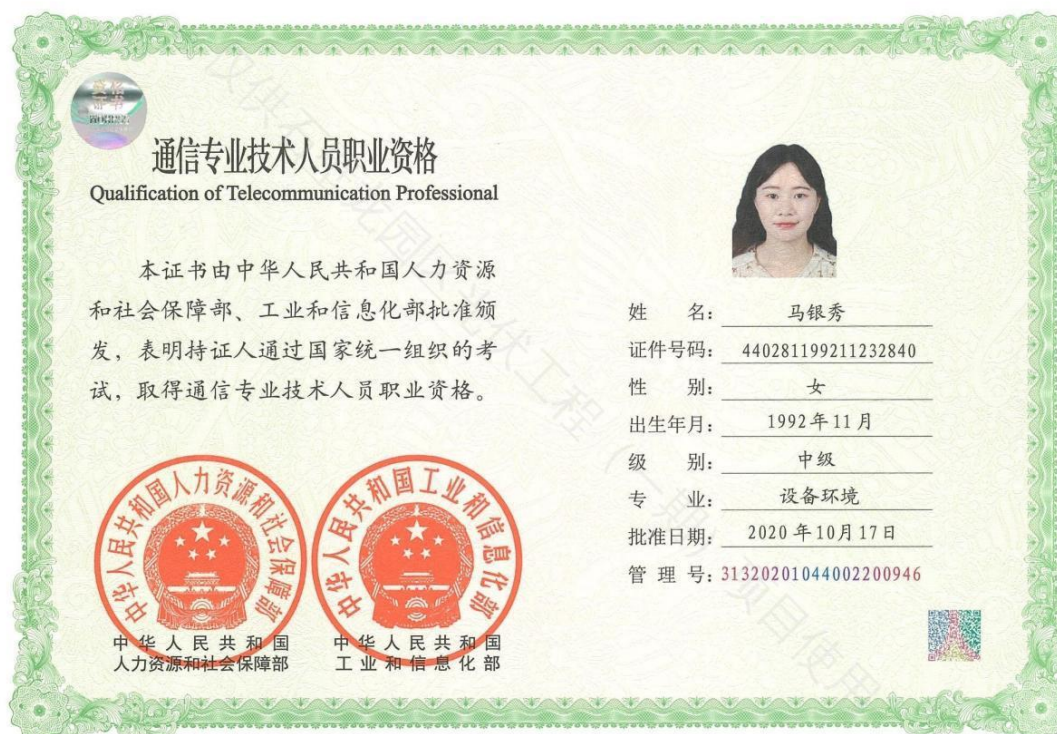 通信专业技术人员职业资格
Qualification of Telecommunication Professional
本证书由中华人民共和国人力资源
和社会保障部、工业和信息化部批准颁
发，表明持证人通过国家统一组织的考
试，取得通信专业技术人员职业资格。
中华人民共和国人力资源和社会保障部
中华人民共和国
人力资源和社会保障部
中华人民共和国工业和信息化部
中华人民共和国
工业和信息化部
姓 名：马银秀
证件号码：440281199211232840
性 别：女
出生年月：1992年11月
级 别：中级
专 业：设备环境
批准日期：2020年10月17日
管 理 号：31320201044002200946